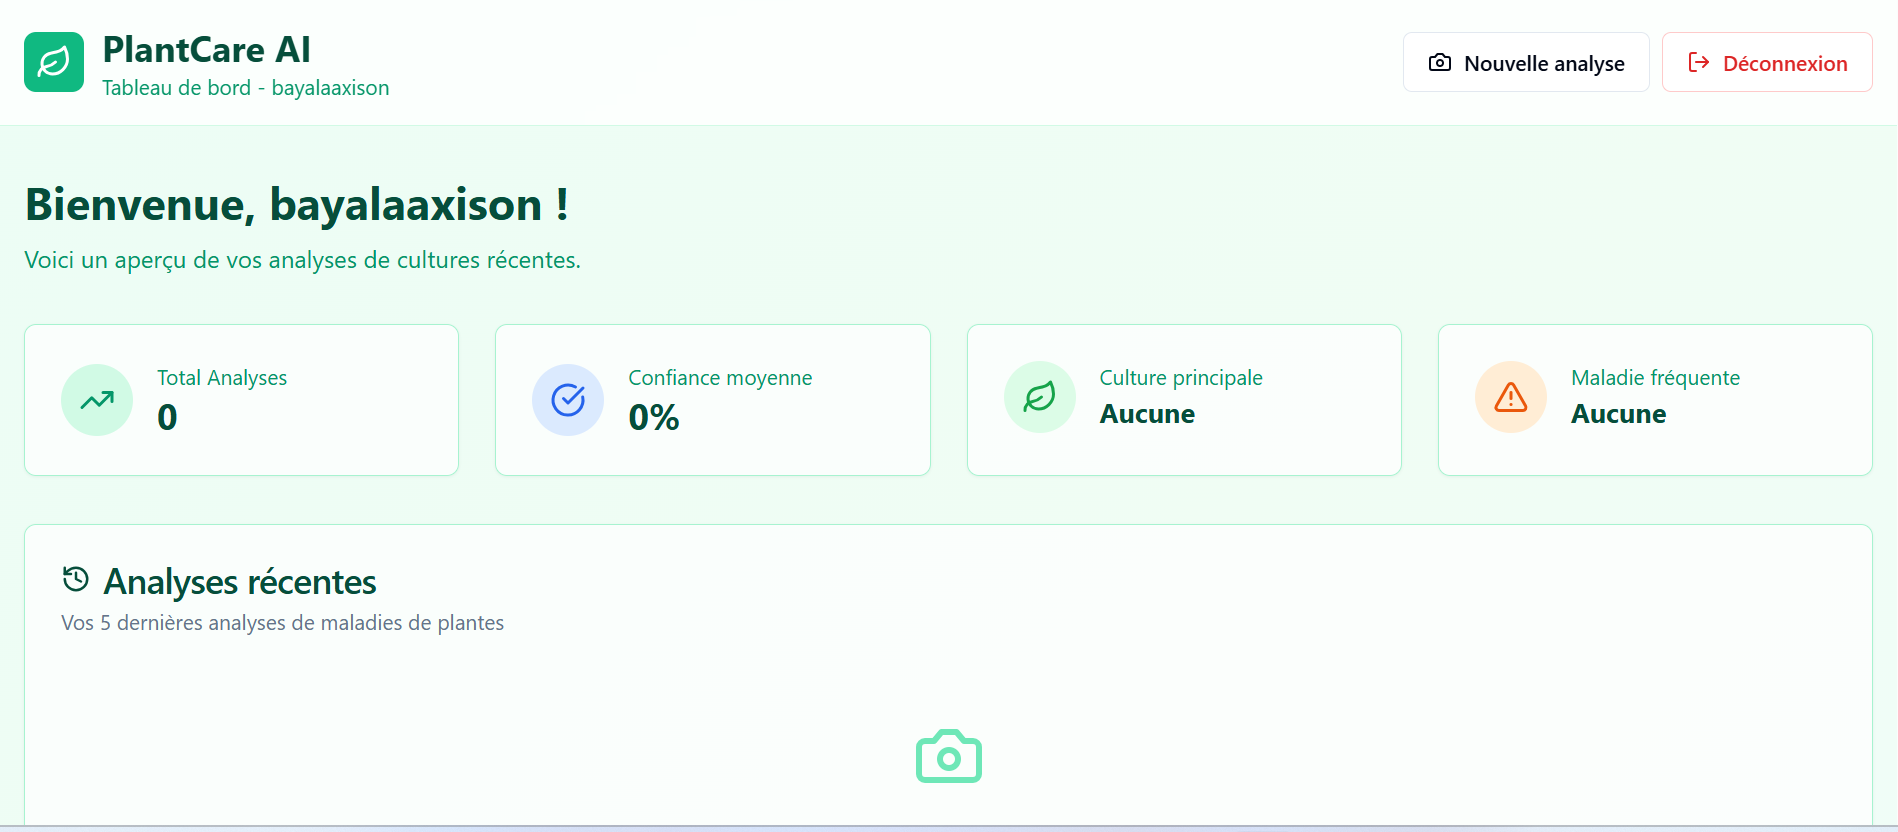 PlantCare AI
Tableau de bord - bayalaaxison
Nouvelle analyse
Déconnexion
Bienvenue, bayalaaxison !
Voici un aperçu de vos analyses de cultures récentes.
Total Analyses
0
Confiance moyenne
0%
Culture principale
Aucune
Maladie fréquente
Aucune
Analyses récentes
Vos 5 dernières analyses de maladies de plantes